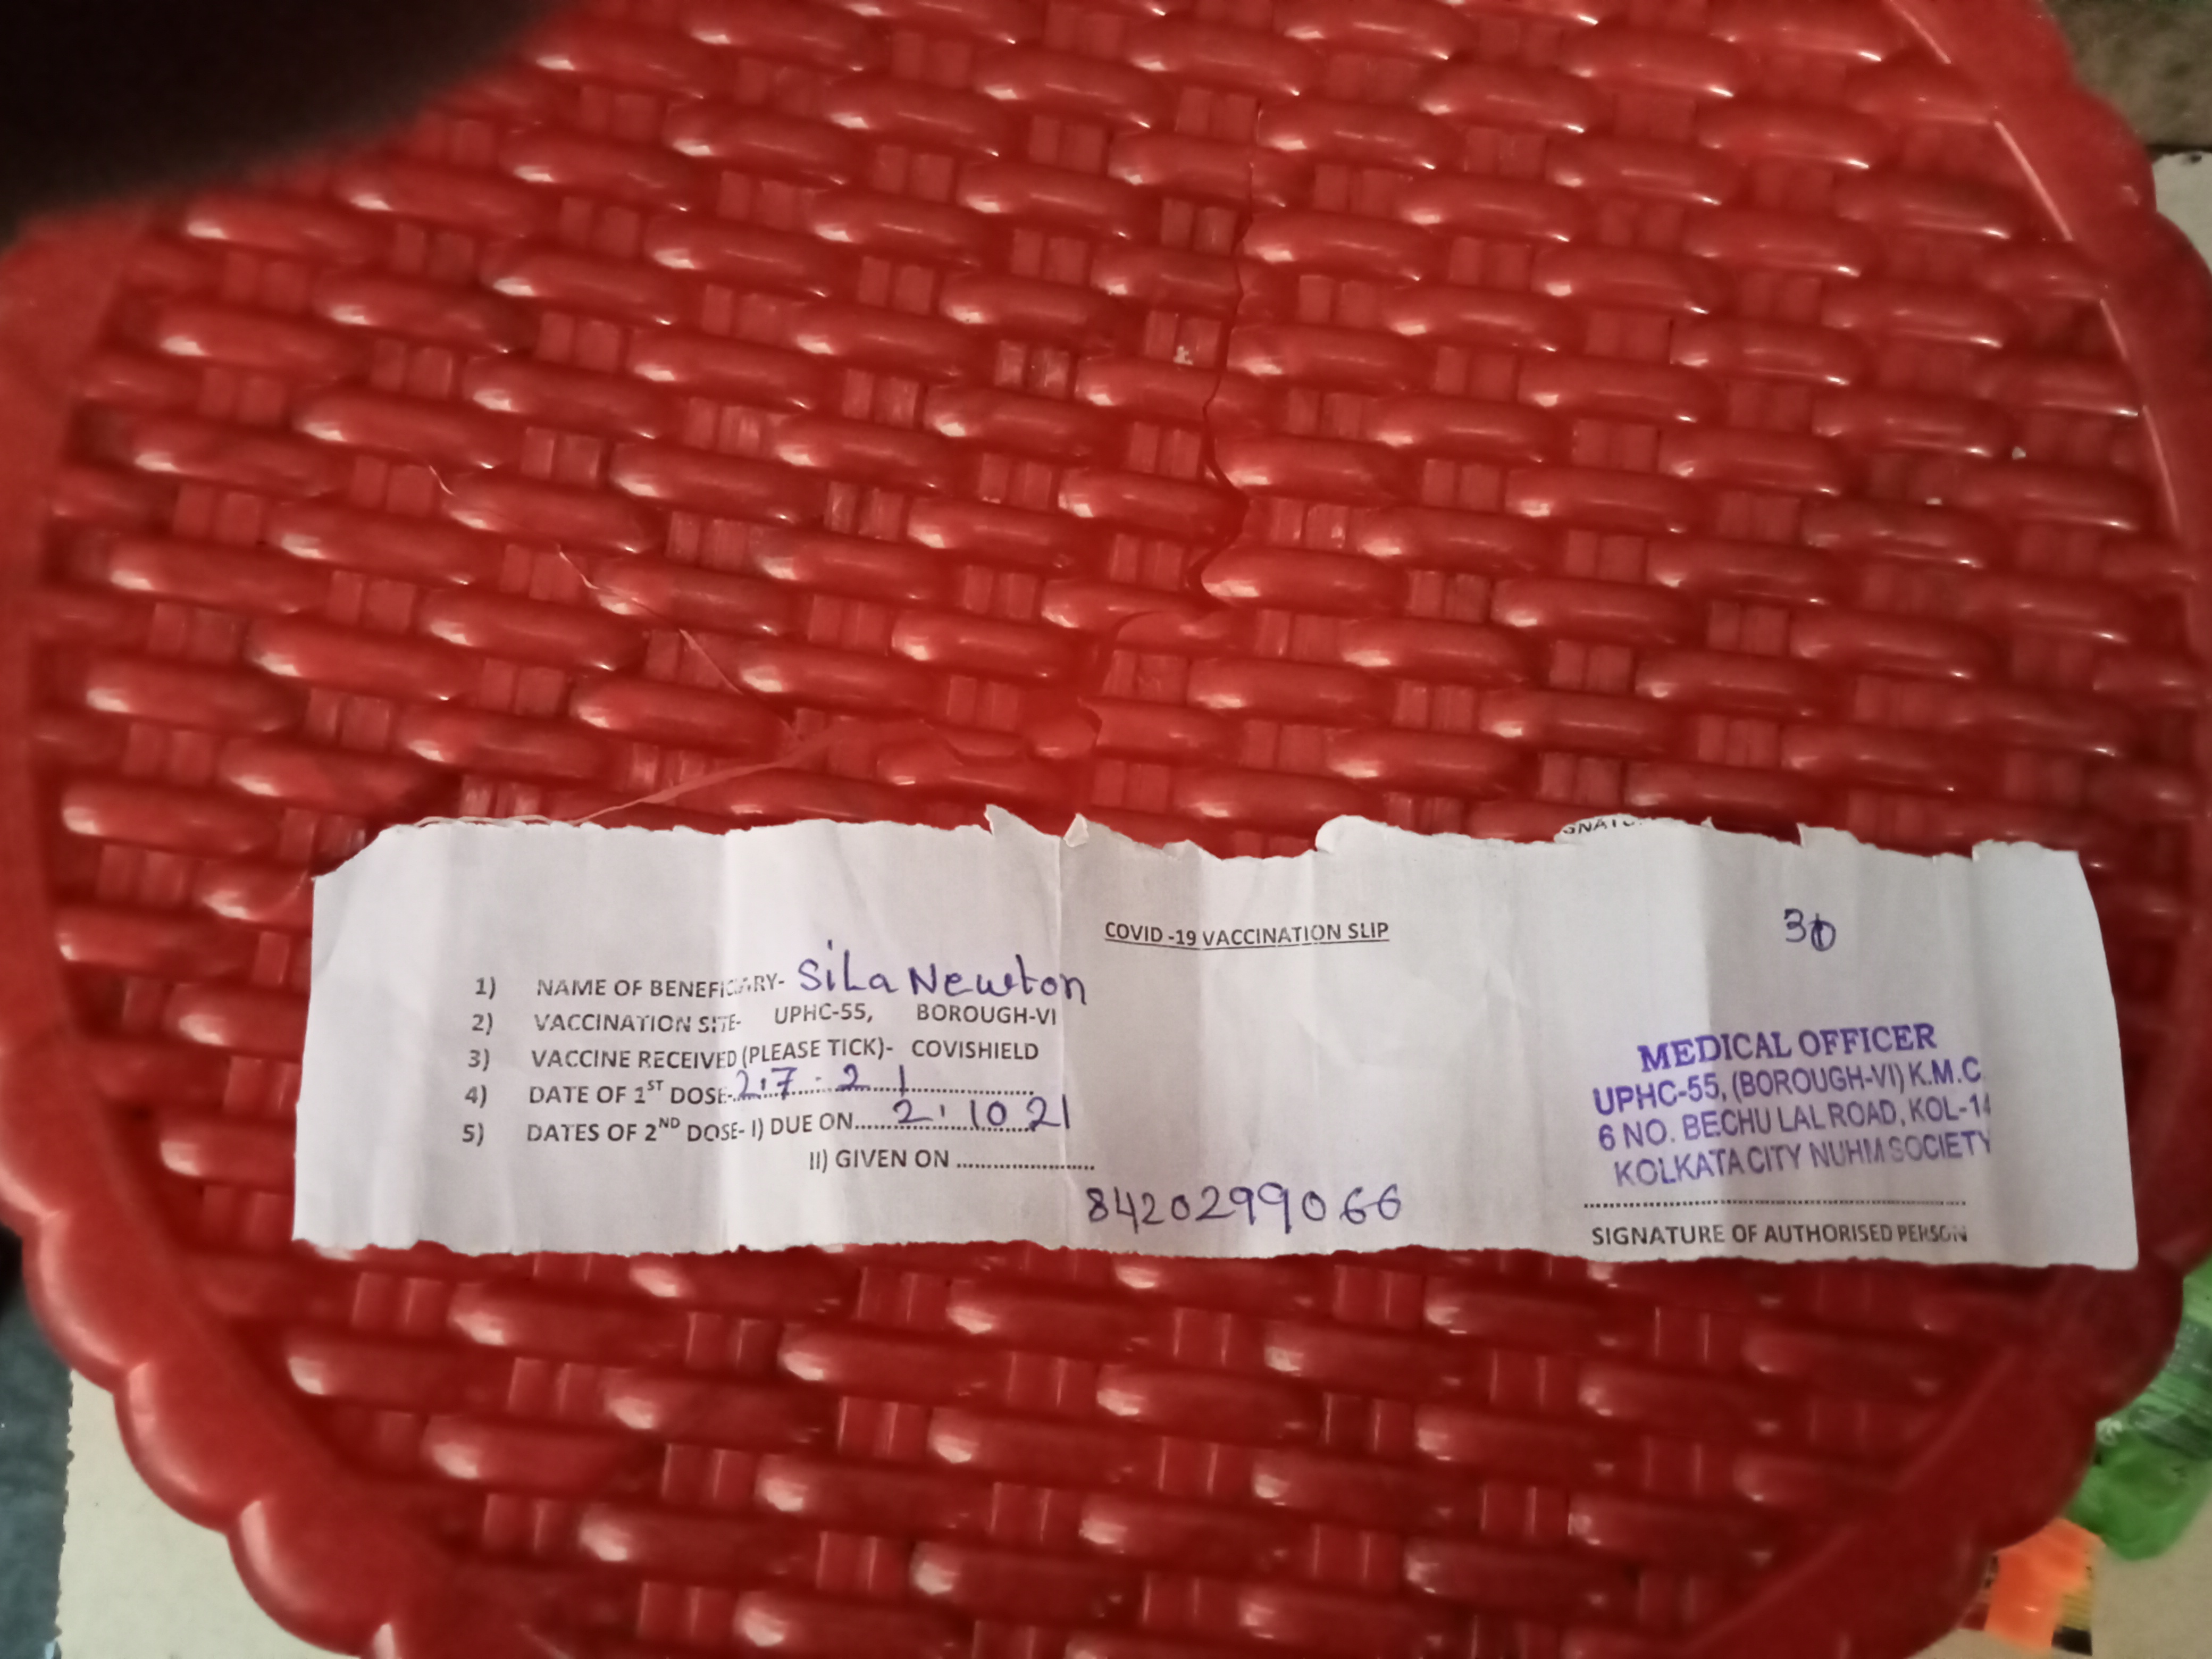 COVID -19 VACCINATION SLIP
1) NAME OF BENEFICIARY- Sila Newton
2) VACCINATION SITE- UPHC-55, BOROUGH-VI
3) VACCINE RECEIVED (PLEASE TICK)- COVISHIELD
4) DATE OF 1ST DOSE-2.7.21
5) DATES OF 2ND DOSE- I) DUE ON 2.10 21
II) GIVEN ON
8420299066
MEDICAL OFFICER
UPHC-55, (BOROUGH-VI) K.M.C
6 NO. BECHU LAL ROAD, KOL-14
KOLKATA CITY NUHM SOCIETY
SIGNATURE OF AUTHORISED PERSON